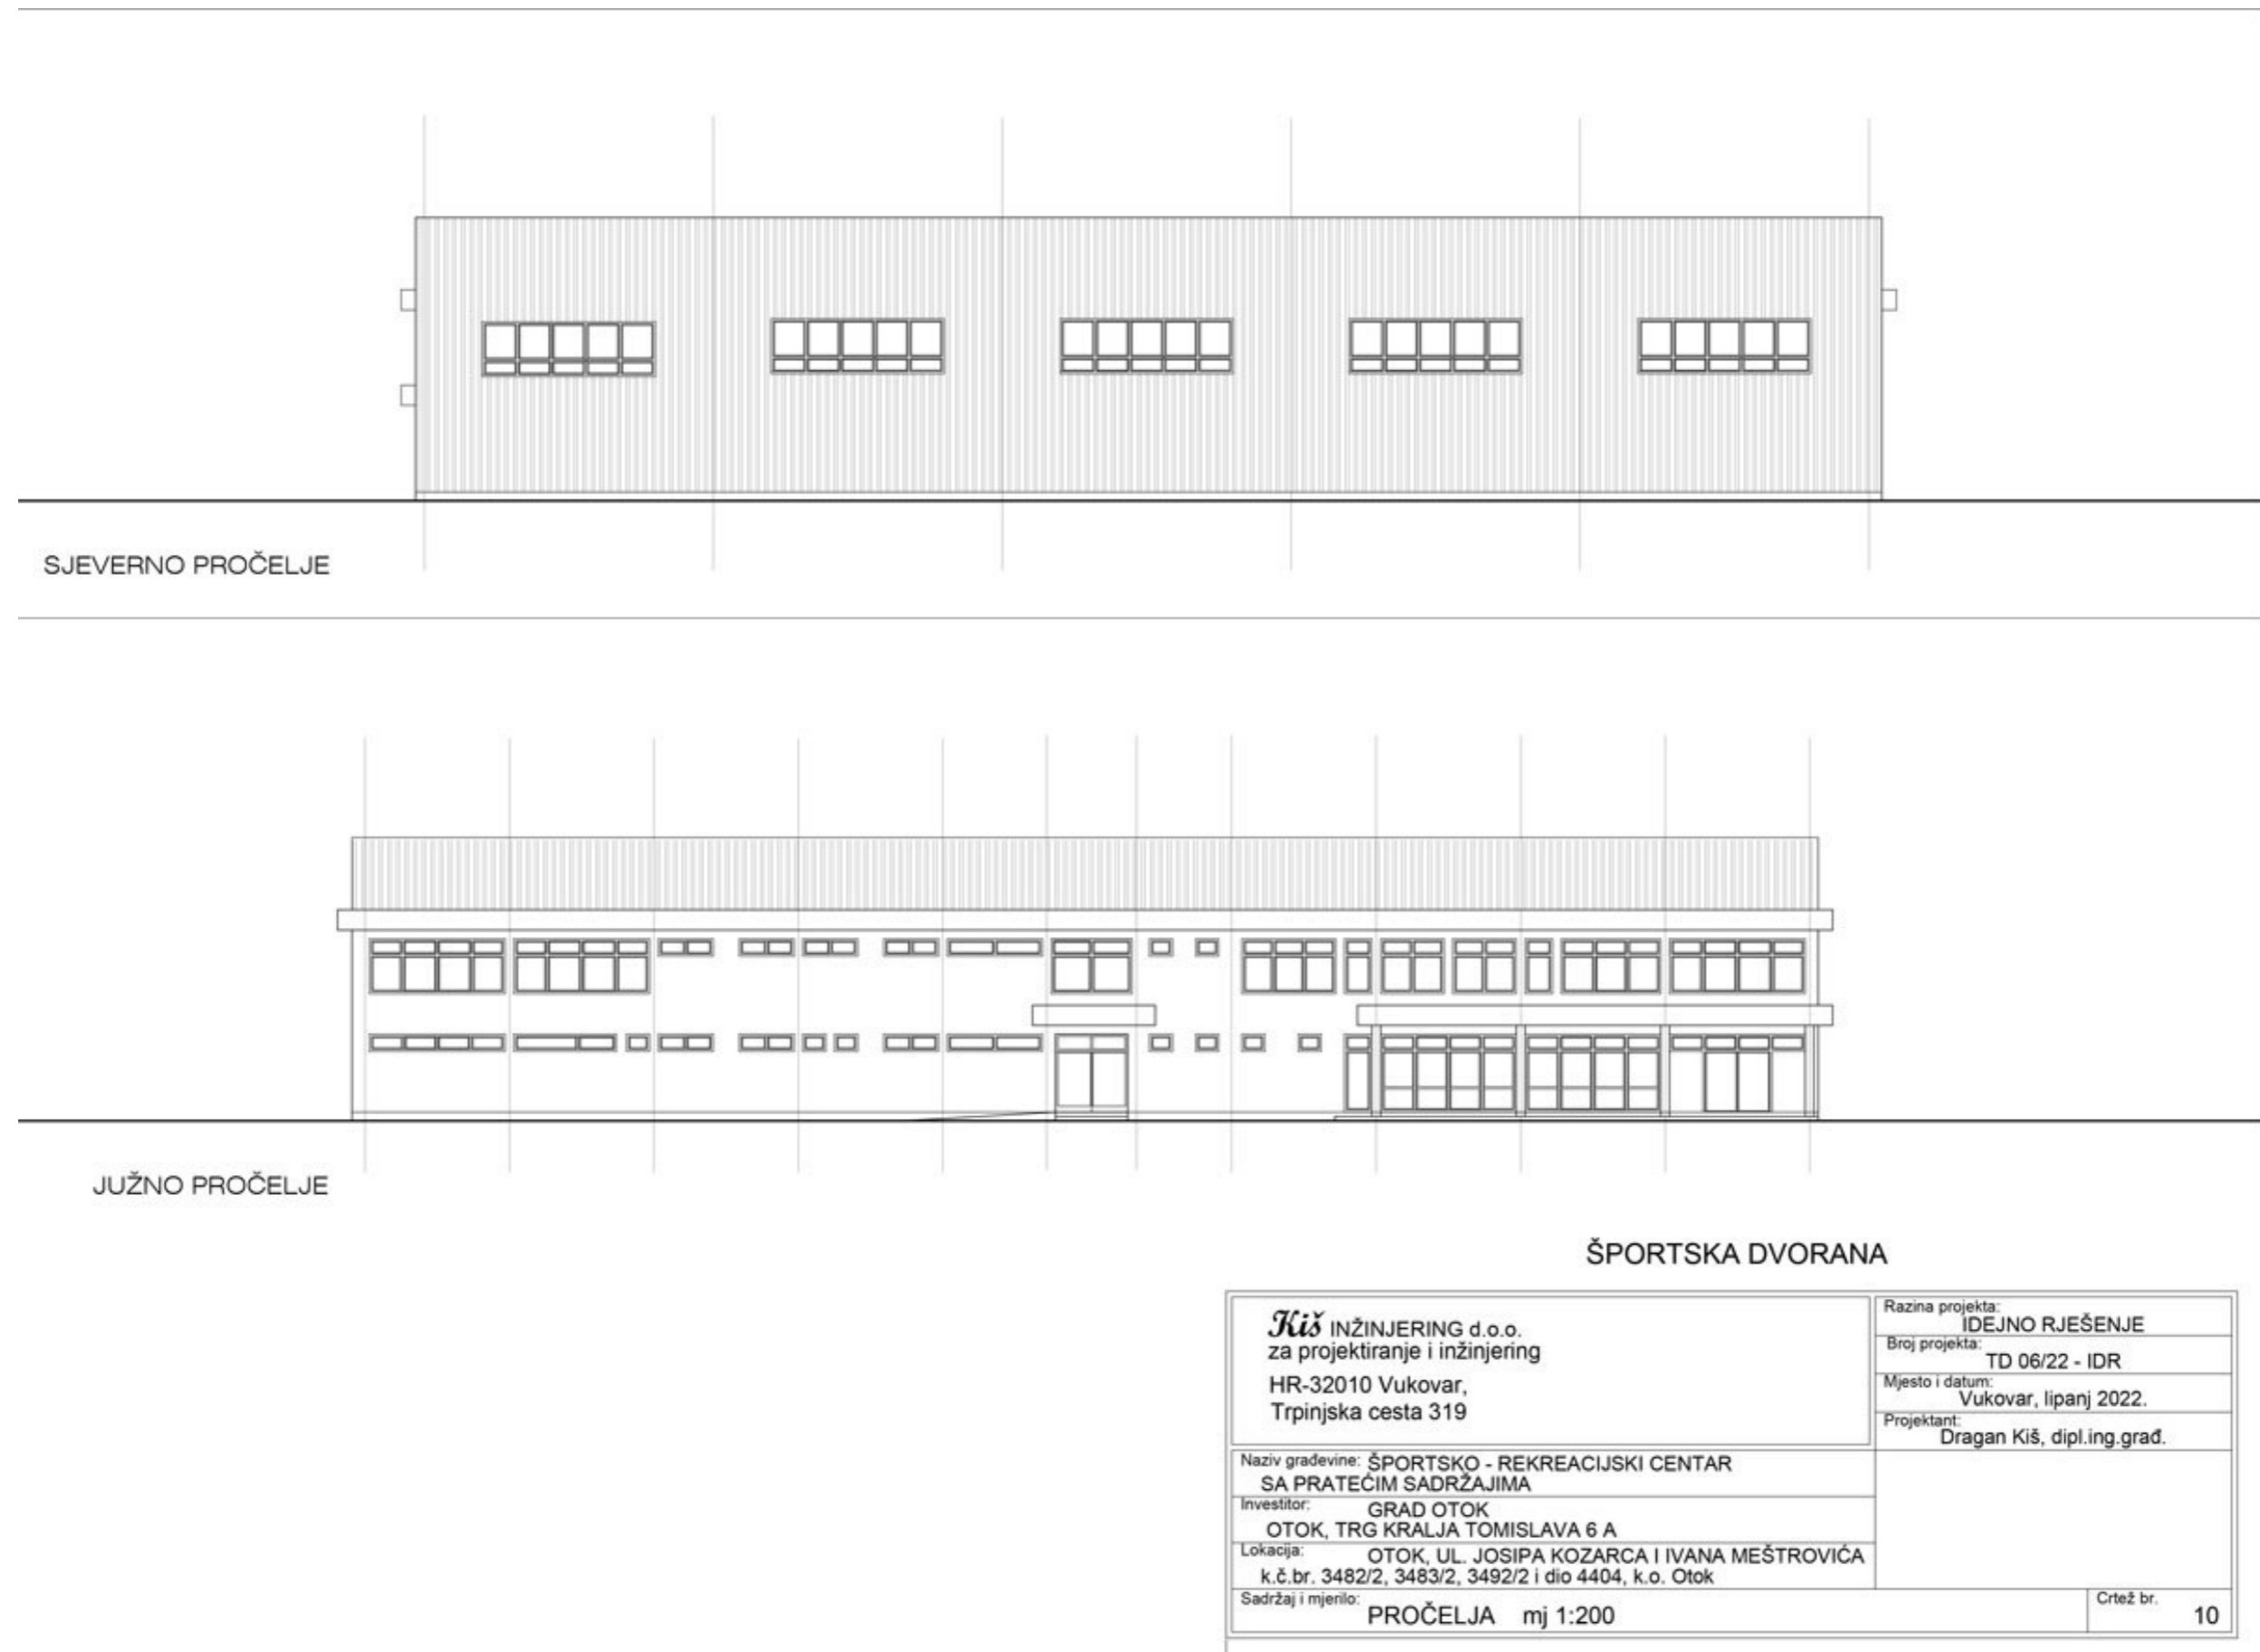 SJEVERNO PROČELJE
JUŽNO PROČELJE
ŠPORTSKA DVORANA
Kiš INŽINJERING d.o.o.
za projektiranje i inžinjering
HR-32010 Vukovar,
Trpinjska cesta 319
Razina projekta:
IDEJNO RJEŠENJE
Broj projekta:
TD 06/22 - IDR
Mjesto i datum:
Vukovar, lipanj 2022.
Projektant:
Dragan Kiš, dipl.ing.građ.
Naziv građevine: ŠPORTSKO - REKREACIJSKI CENTAR
SA PRATEĆIM SADRŽAJIMA
Investitor: GRAD OTOK
OTOK, TRG KRALJA TOMISLAVA 6 A
Lokacija: OTOK, UL. JOSIPA KOZARCA I IVANA MEŠTROVIĆA
k.č.br. 3482/2, 3483/2, 3492/2 i dio 4404, k.o. Otok
Sadržaj i mjerilo: PROČELJA mj 1:200
Crtež br. 10